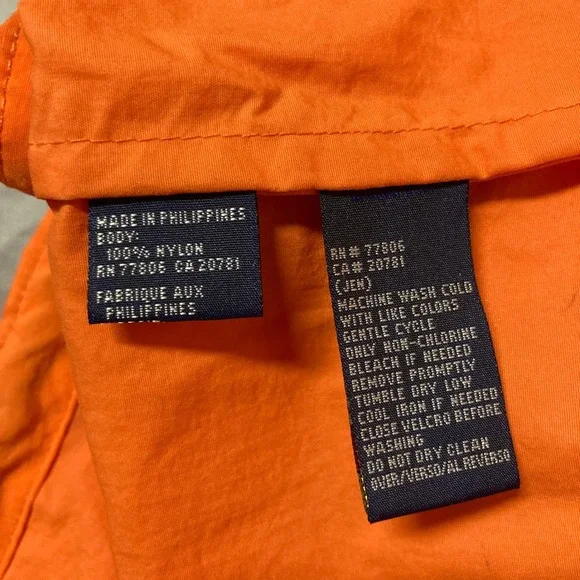 MADE IN PHILIPPINES
BODY:
100% NYLON
RN 77806 CA 20781
FABRIQUE AUX
PHILIPPINES
RN# 77806
CA# 20781
(JEN)
MACHINE WASH COLD
WITH LIKE COLORS
GENTLE CYCLE
ONLY NON-CHLORINE
BLEACH IF NEEDED
REMOVE PROMPTLY
TUMBLE DRY LOW
COOL IRON IF NEEDED
CLOSE VELCRO BEFORE
WASHING
DO NOT DRY CLEAN
OVER/VERSO/AL REVERSO